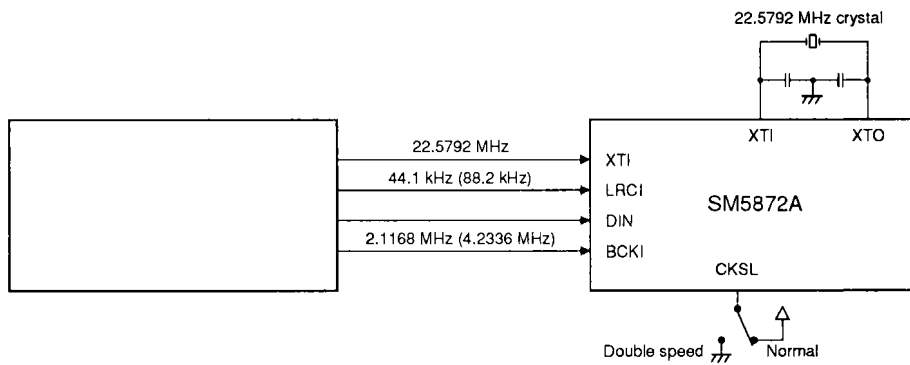 22.5792 MHz crystal
XTI
XTO
22.5792 MHz
XTI
44.1 kHz (88.2 kHz)
LRCI
SM5872A
DIN
2.1168 MHz (4.2336 MHz)
BCKI
CKSL
Double speed
Normal